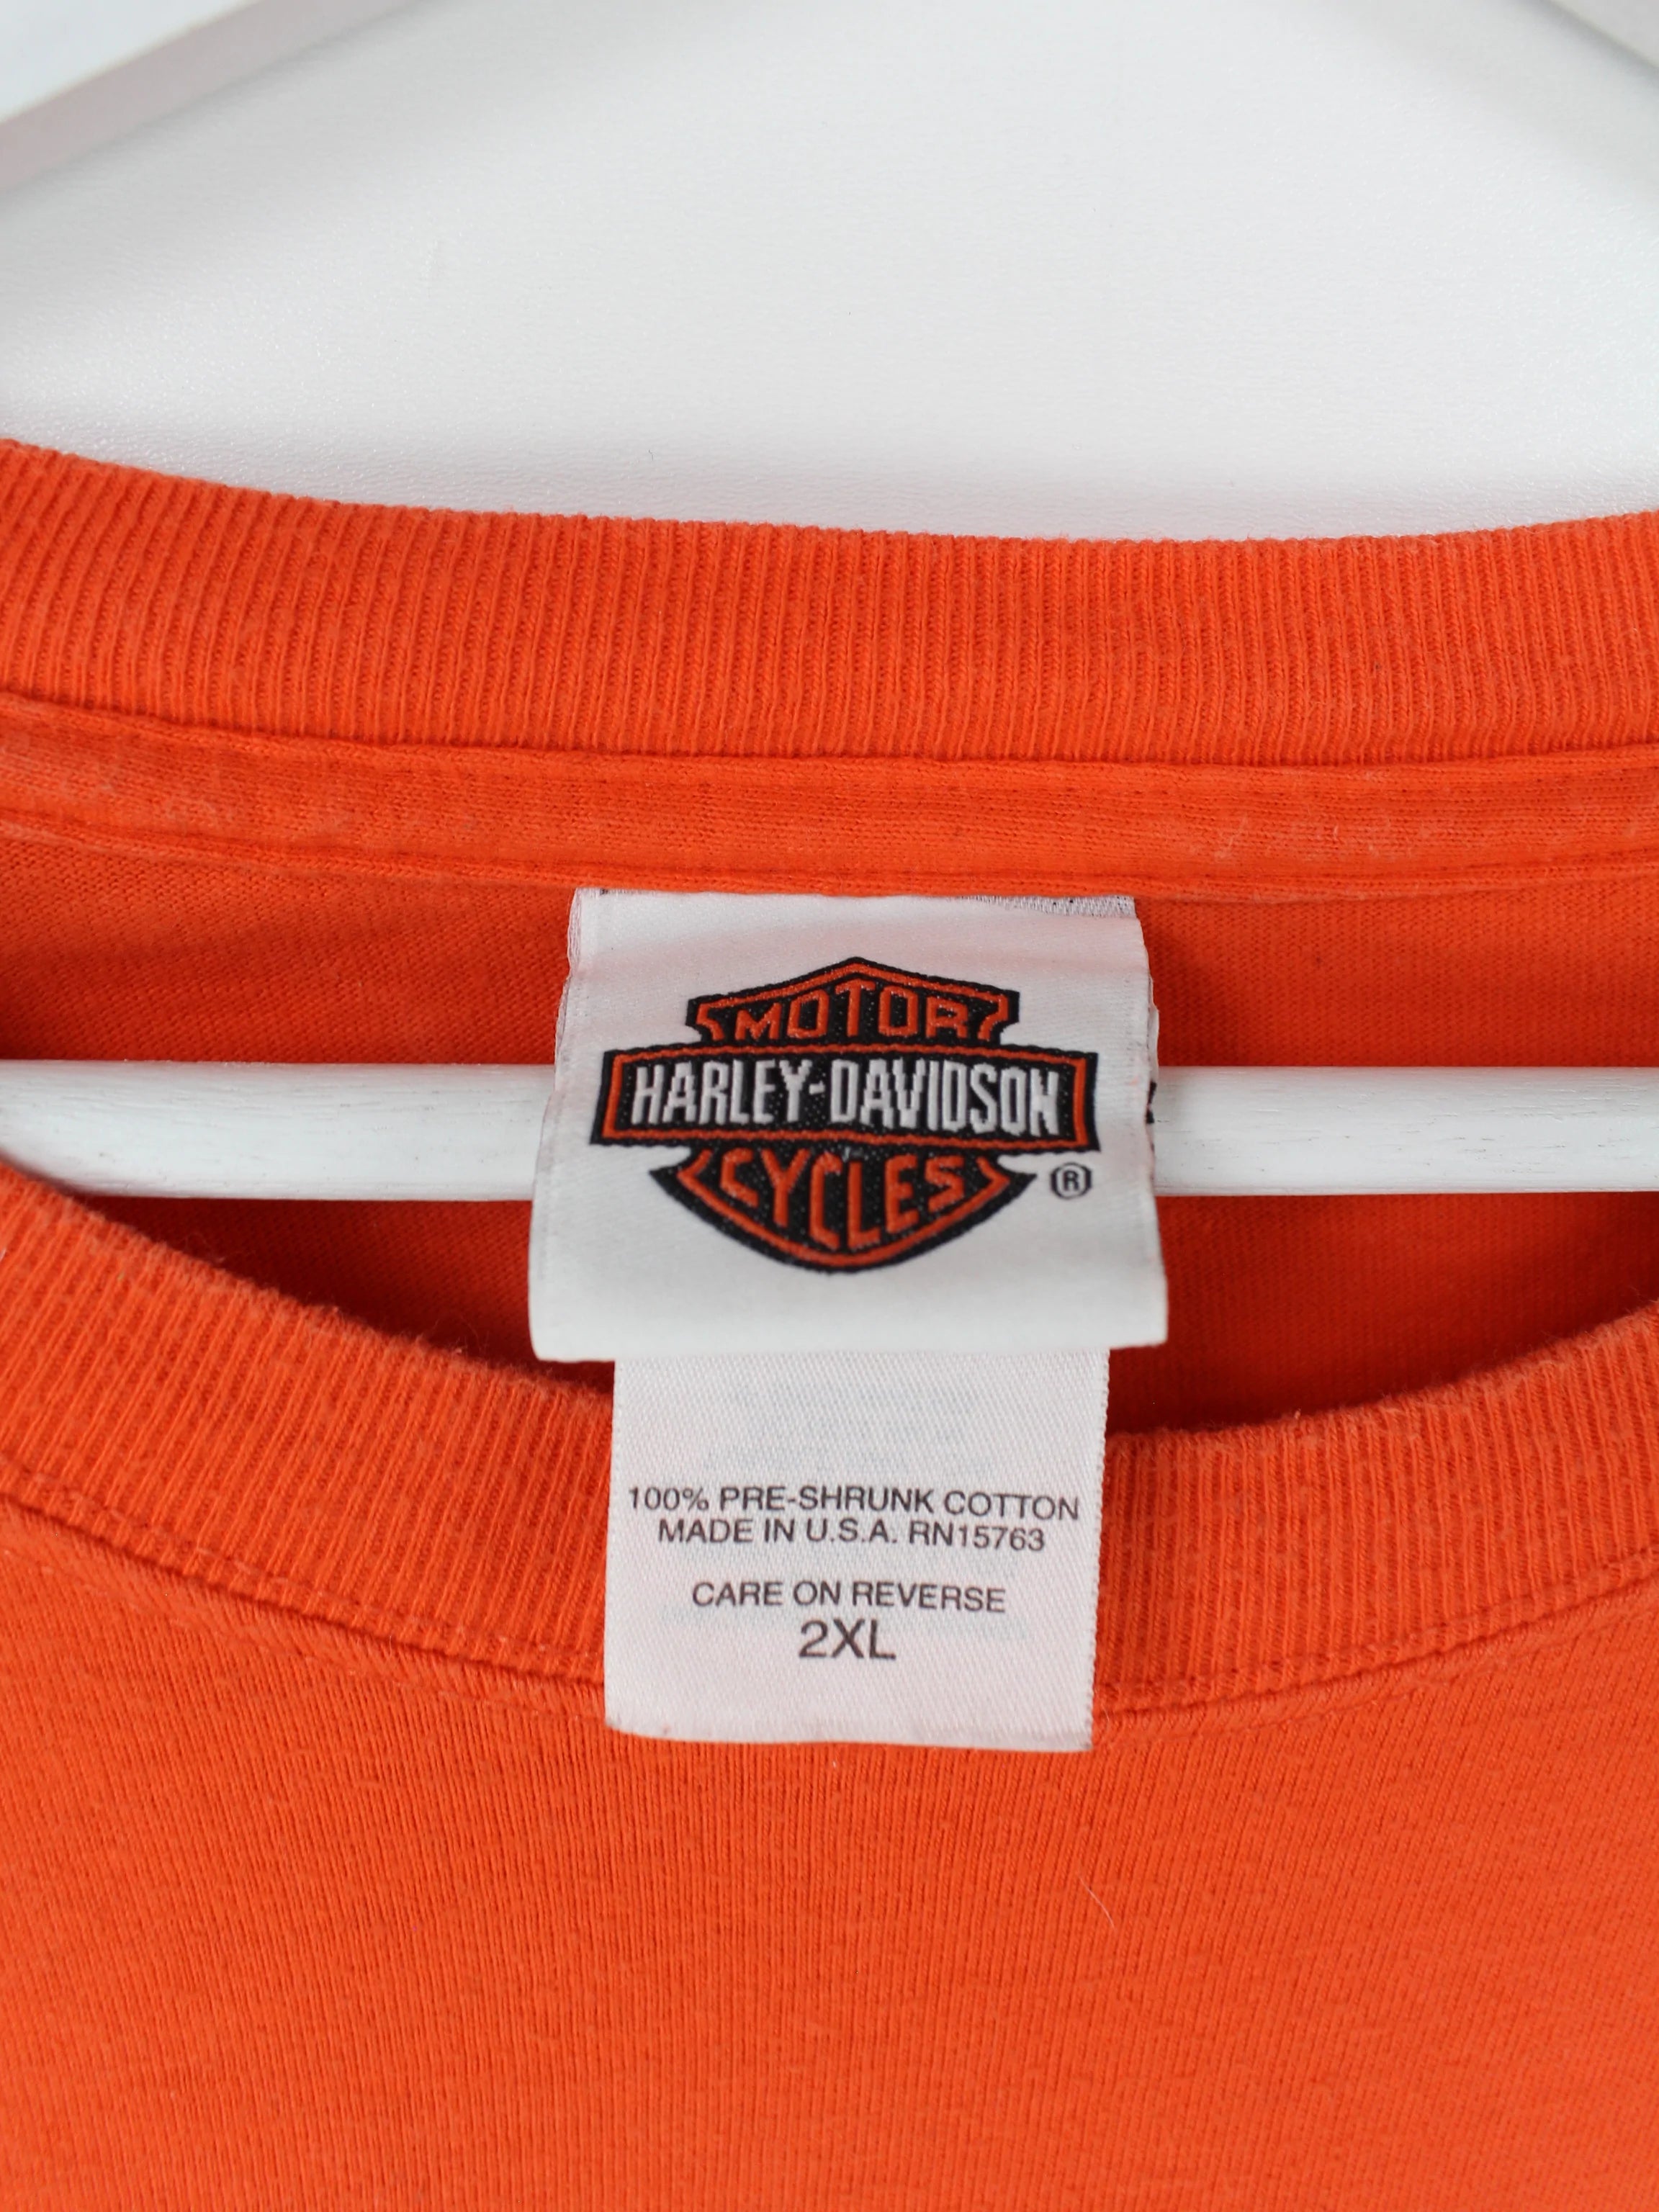 MOTOR
HARLEY-DAVIDSON
CYCLES
®
100% PRE-SHRUNK COTTON
MADE IN U.S.A. RN15763
CARE ON REVERSE
2XL